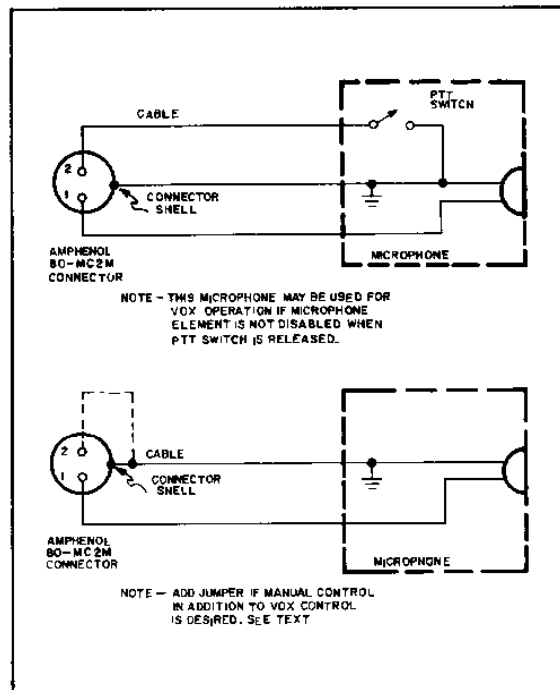 PTT
SWITCH
CABLE
2
1
CONNECTOR
SHELL
AMPHENOL
80-MC2M
CONNECTOR
MICROPHONE
NOTE - THIS MICROPHONE MAY BE USED FOR
VOX OPERATION IF MICROPHONE
ELEMENT IS NOT DISABLED WHEN
PTT SWITCH IS RELEASED.
2
CABLE
1
CONNECTOR
SHELL
AMPHENOL
80-MC2M
CONNECTOR
MICROPHONE
NOTE - ADD JUMPER IF MANUAL CONTROL
IN ADDITION TO VOX CONTROL
IS DESIRED. SEE TEXT